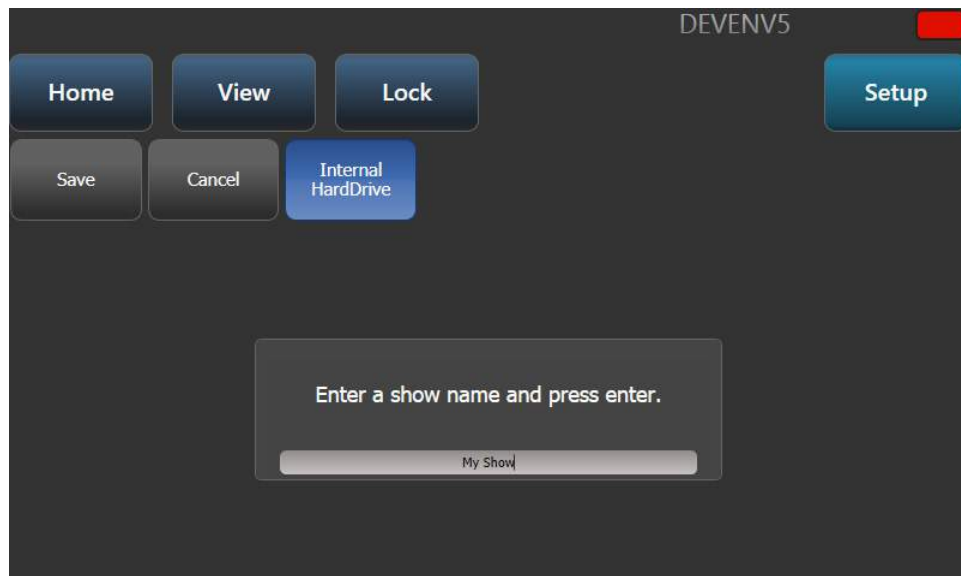 DEVENV5
Home View Lock Setup
Save Cancel Internal
HardDrive
Enter a show name and press enter.
My Show